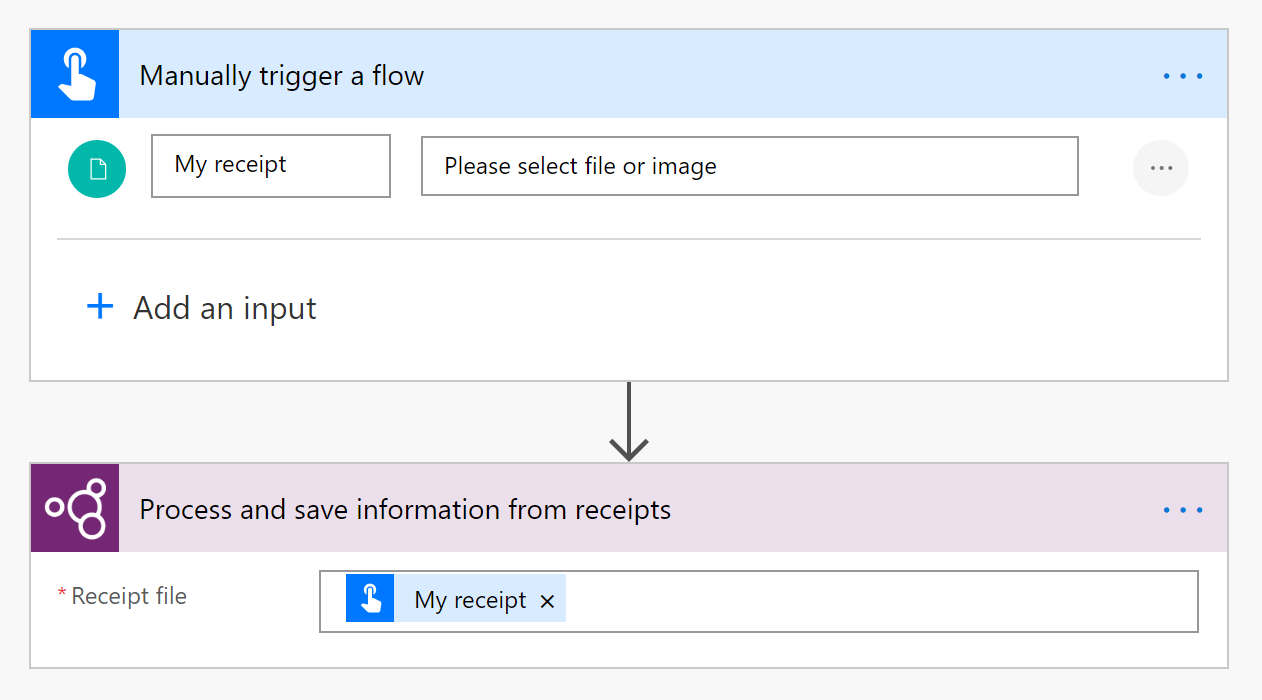 Manually trigger a flow
My receipt
Please select file or image
Add an input
Process and save information from receipts
* Receipt file
My receipt